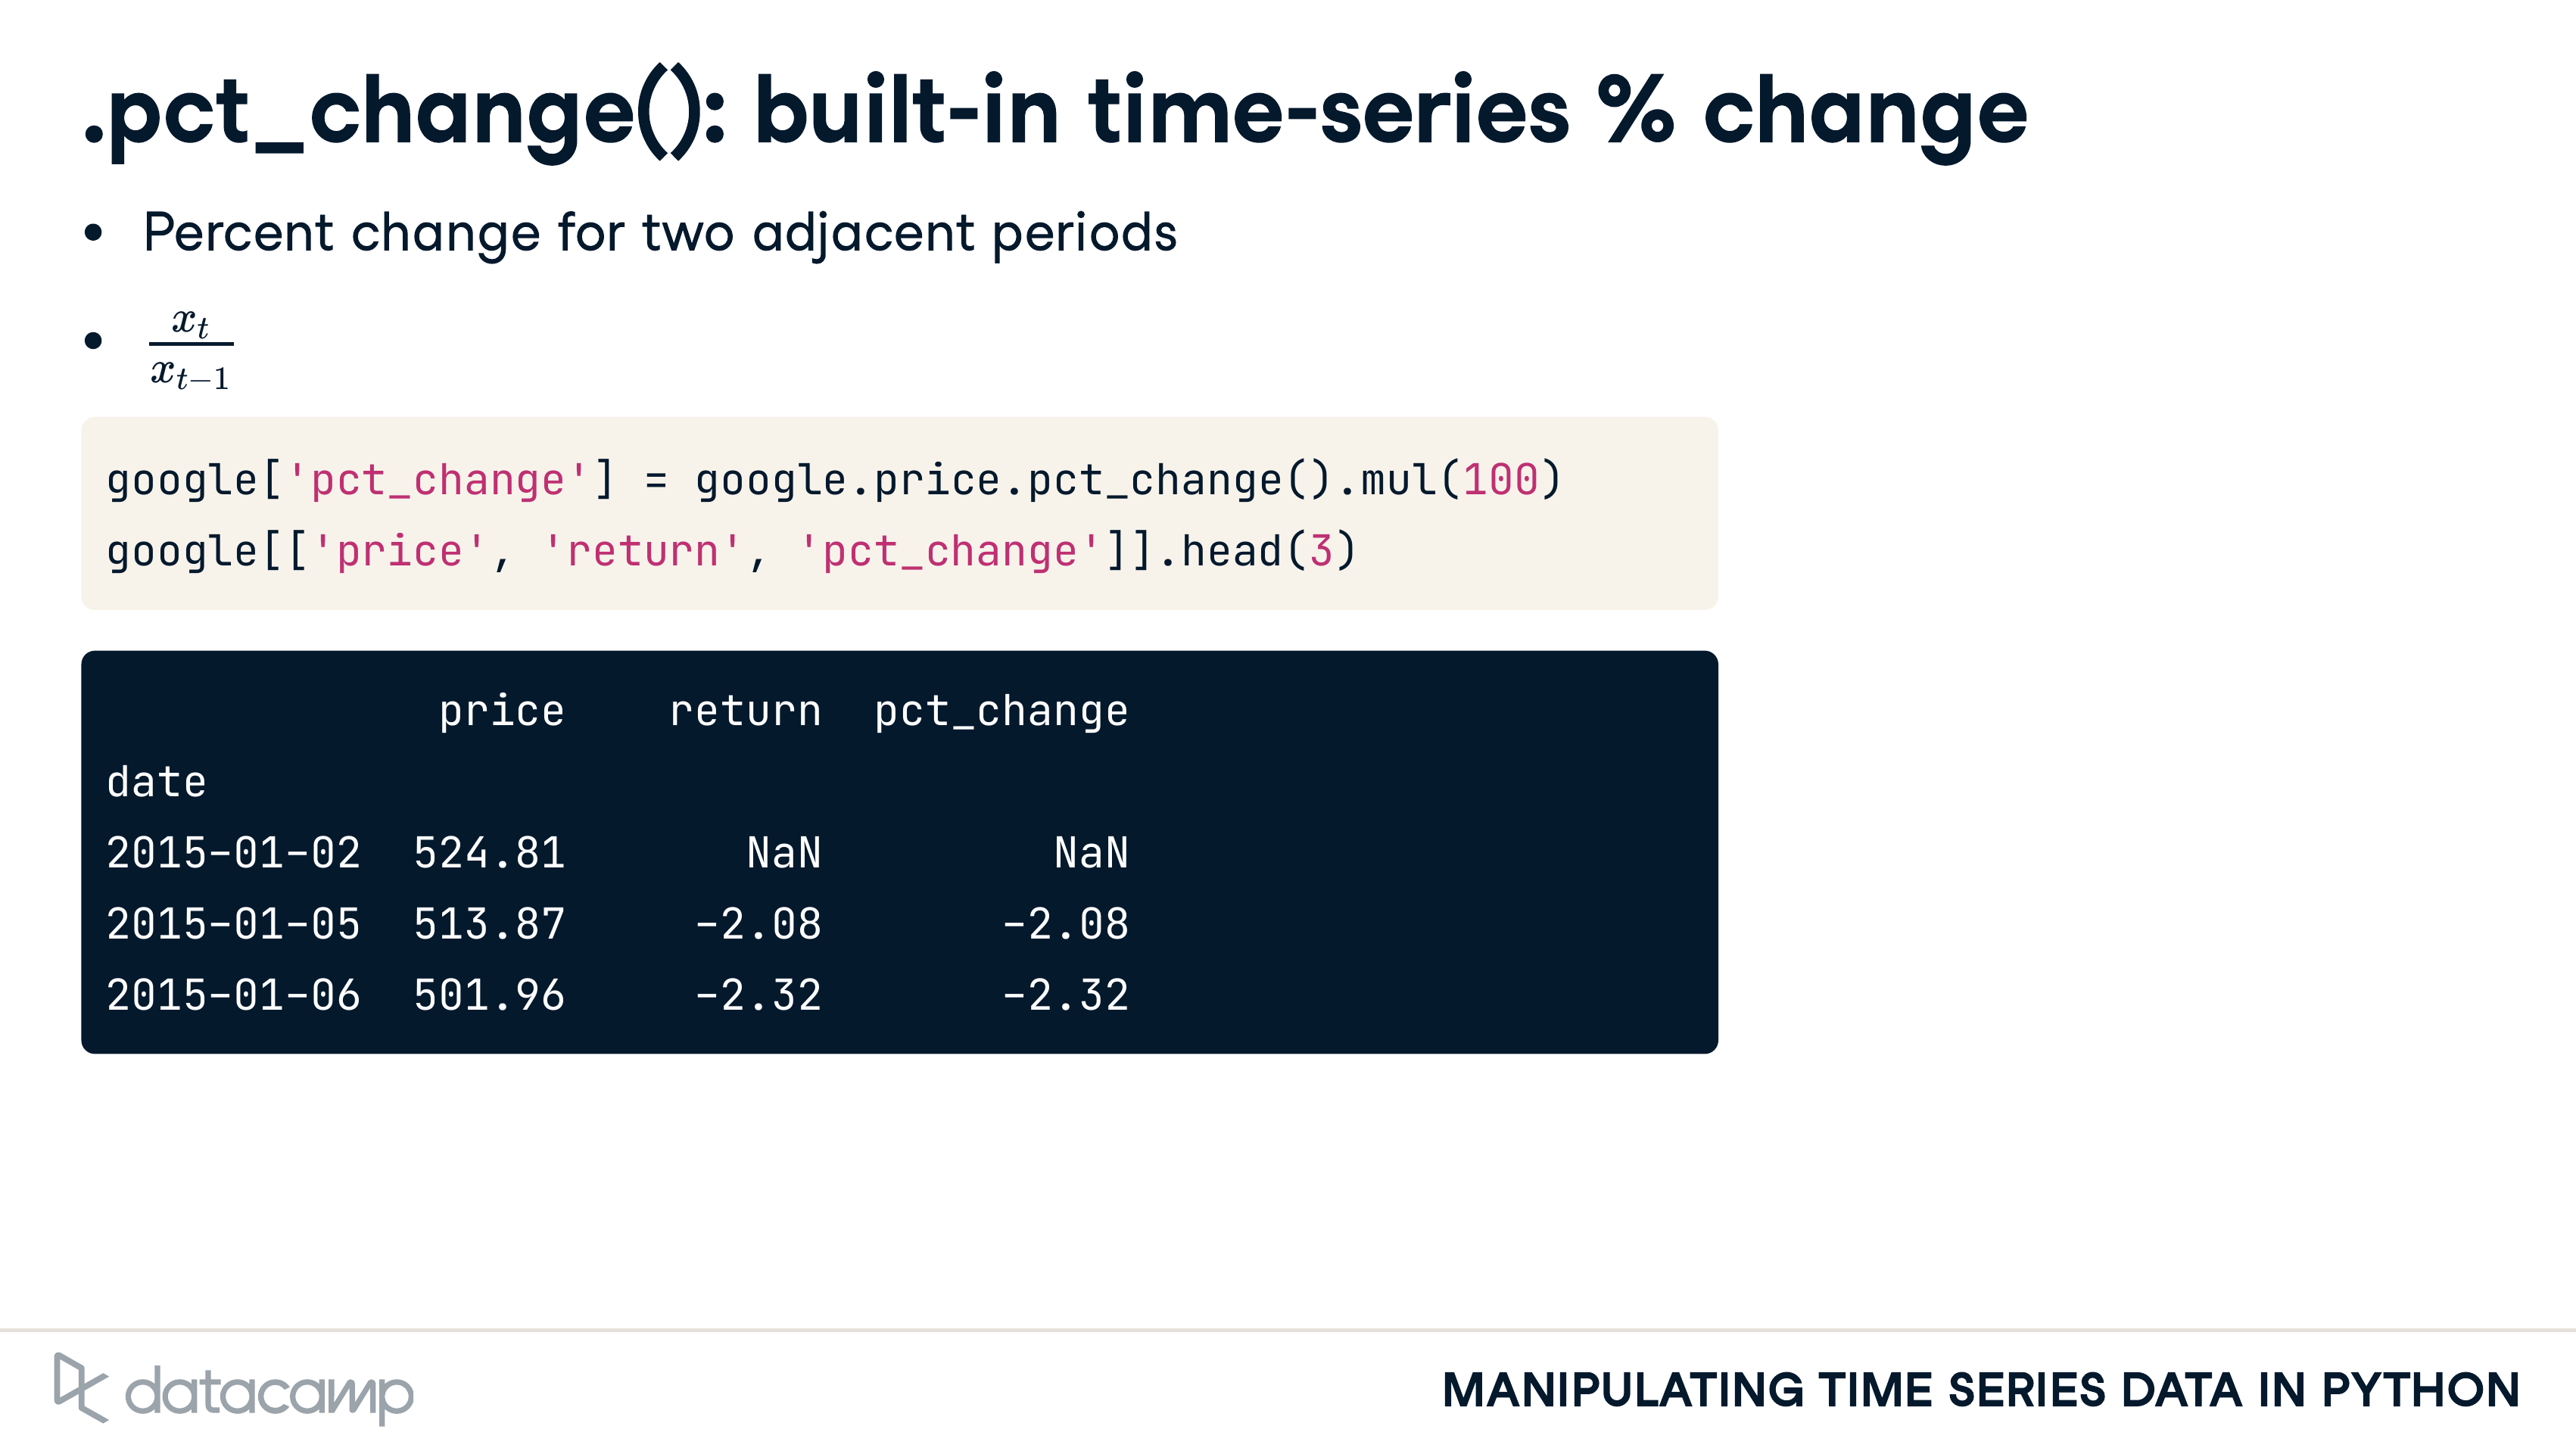 .pct_change(): built-in time-series % change
• Percent change for two adjacent periods
• x_t / x_{t−1}
google['pct_change'] = google.price.pct_change().mul(100)
google[['price', 'return', 'pct_change']].head(3)
price return pct_change
date
2015-01-02 524.81 NaN NaN
2015-01-05 513.87 -2.08 -2.08
2015-01-06 501.96 -2.32 -2.32
datacamp
MANIPULATING TIME SERIES DATA IN PYTHON